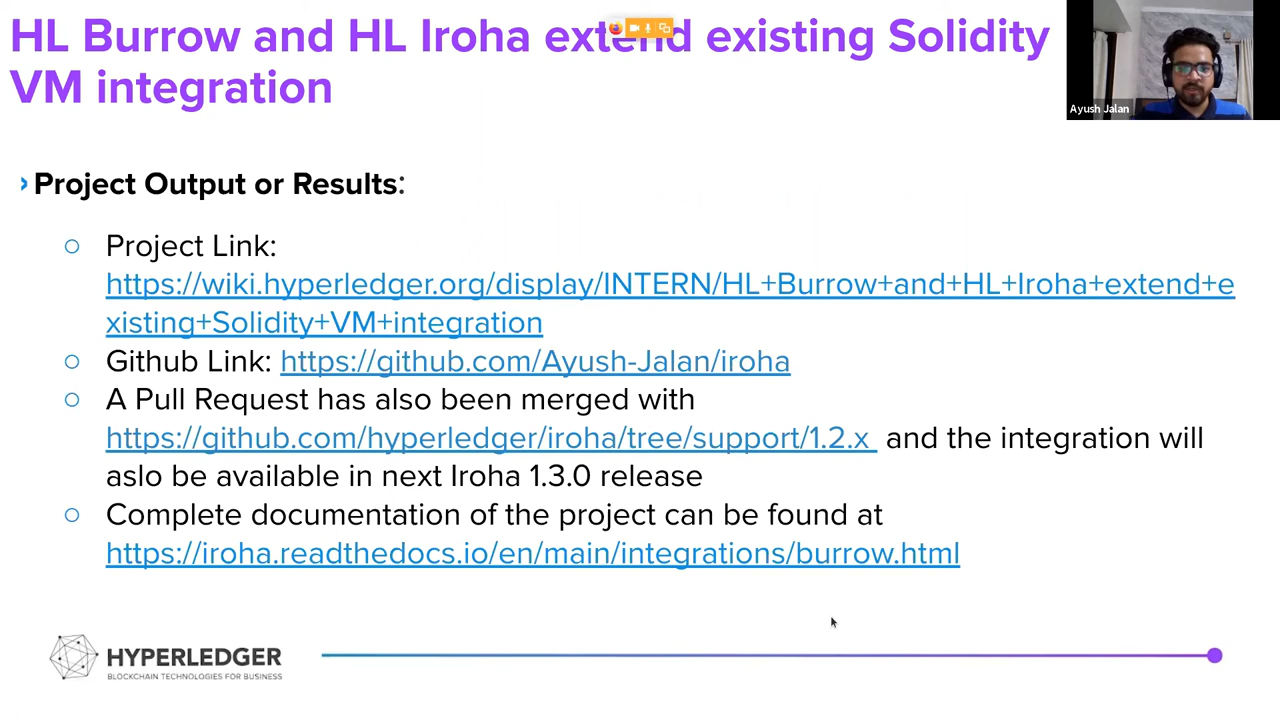 HL Burrow and HL Iroha extend existing Solidity
VM integration
Ayush Jalan
Project Output or Results:
Project Link:
https://wiki.hyperledger.org/display/INTERN/HL+Burrow+and+HL+Iroha+extend+e
xisting+Solidity+VM+integration
Github Link: https://github.com/Ayush-Jalan/iroha
A Pull Request has also been merged with
https://github.com/hyperledger/iroha/tree/support/1.2.x and the integration will
aslo be available in next Iroha 1.3.0 release
Complete documentation of the project can be found at
https://iroha.readthedocs.io/en/main/integrations/burrow.html
HYPERLEDGER
BLOCKCHAIN TECHNOLOGIES FOR BUSINESS